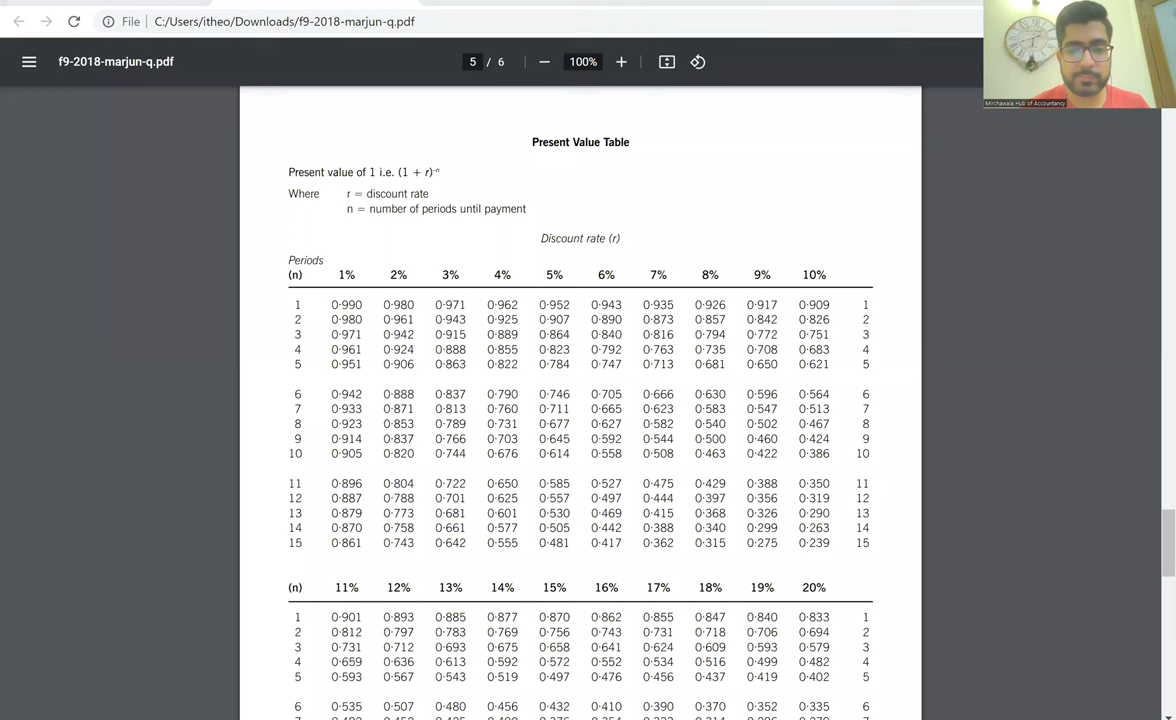 File C:/Users/itheo/Downloads/f9-2018-marjun-q.pdf
f9-2018-marjun-q.pdf 5 / 6 100%
Mirchawala Hub of Accountancy
Present Value Table
Present value of 1 i.e. (1 + r)⁻ⁿ
Where r = discount rate
n = number of periods until payment
Discount rate (r)
Periods
(n) 1% 2% 3% 4% 5% 6% 7% 8% 9% 10%
1 0·990 0·980 0·971 0·962 0·952 0·943 0·935 0·926 0·917 0·909 1
2 0·980 0·961 0·943 0·925 0·907 0·890 0·873 0·857 0·842 0·826 2
3 0·971 0·942 0·915 0·889 0·864 0·840 0·816 0·794 0·772 0·751 3
4 0·961 0·924 0·888 0·855 0·823 0·792 0·763 0·735 0·708 0·683 4
5 0·951 0·906 0·863 0·822 0·784 0·747 0·713 0·681 0·650 0·621 5
6 0·942 0·888 0·837 0·790 0·746 0·705 0·666 0·630 0·596 0·564 6
7 0·933 0·871 0·813 0·760 0·711 0·665 0·623 0·583 0·547 0·513 7
8 0·923 0·853 0·789 0·731 0·677 0·627 0·582 0·540 0·502 0·467 8
9 0·914 0·837 0·766 0·703 0·645 0·592 0·544 0·500 0·460 0·424 9
10 0·905 0·820 0·744 0·676 0·614 0·558 0·508 0·463 0·422 0·386 10
11 0·896 0·804 0·722 0·650 0·585 0·527 0·475 0·429 0·388 0·350 11
12 0·887 0·788 0·701 0·625 0·557 0·497 0·444 0·397 0·356 0·319 12
13 0·879 0·773 0·681 0·601 0·530 0·469 0·415 0·368 0·326 0·290 13
14 0·870 0·758 0·661 0·577 0·505 0·442 0·388 0·340 0·299 0·263 14
15 0·861 0·743 0·642 0·555 0·481 0·417 0·362 0·315 0·275 0·239 15
(n) 11% 12% 13% 14% 15% 16% 17% 18% 19% 20%
1 0·901 0·893 0·885 0·877 0·870 0·862 0·855 0·847 0·840 0·833 1
2 0·812 0·797 0·783 0·769 0·756 0·743 0·731 0·718 0·706 0·694 2
3 0·731 0·712 0·693 0·675 0·658 0·641 0·624 0·609 0·593 0·579 3
4 0·659 0·636 0·613 0·592 0·572 0·552 0·534 0·516 0·499 0·482 4
5 0·593 0·567 0·543 0·519 0·497 0·476 0·456 0·437 0·419 0·402 5
6 0·535 0·507 0·480 0·456 0·432 0·410 0·390 0·370 0·352 0·335 6